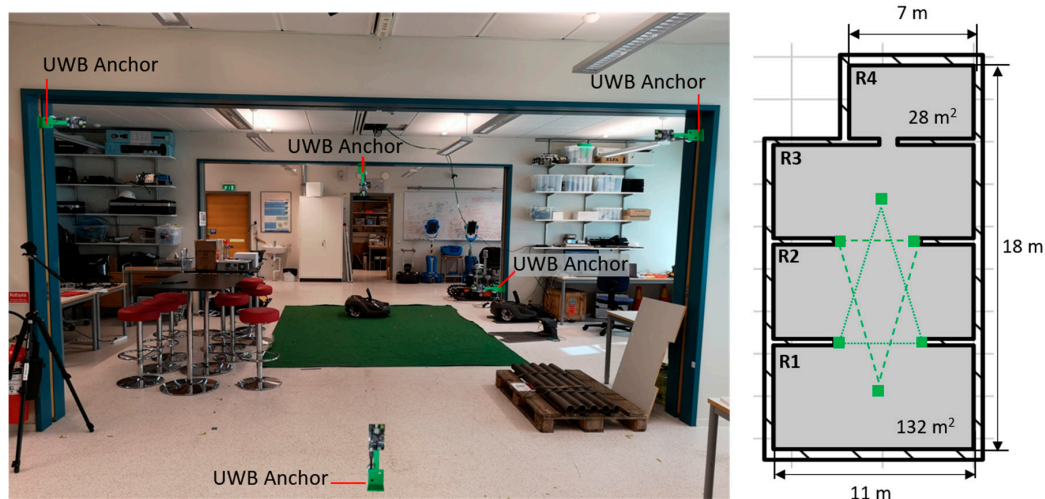 UWB Anchor
UWB Anchor
UWB Anchor
UWB Anchor
UWB Anchor
7 m
R4
28 m²
R3
18 m
R2
R1
132 m²
11 m